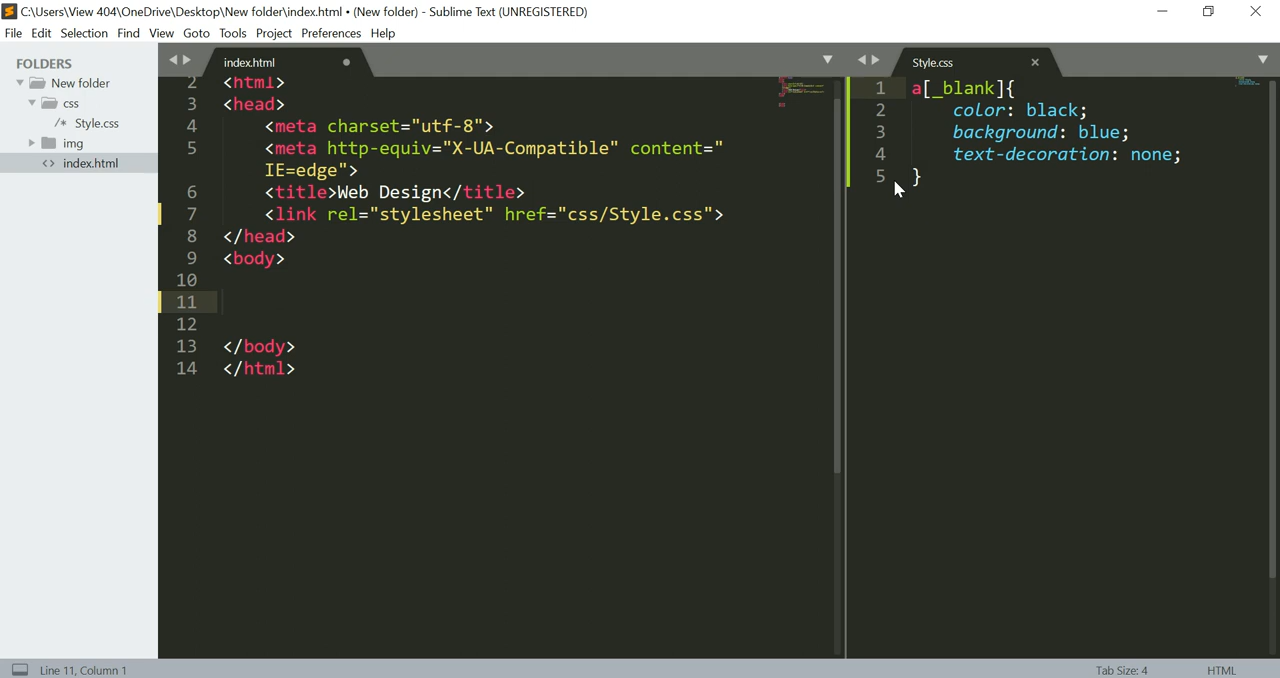 C:\Users\View 404\OneDrive\Desktop\New folder\index.html • (New folder) - Sublime Text (UNREGISTERED)
File Edit Selection Find View Goto Tools Project Preferences Help
FOLDERS
New folder
css
/* Style.css
img
<> index.html
index.html
2 <html>
3 <head>
4 <meta charset="utf-8">
5 <meta http-equiv="X-UA-Compatible" content="
IE=edge">
6 <title>Web Design</title>
7 <link rel="stylesheet" href="css/Style.css">
8 </head>
9 <body>
10
11
12
13 </body>
14 </html>
Style.css
1 a[_blank]{
2 color: black;
3 background: blue;
4 text-decoration: none;
5 }
Line 11, Column 1
Tab Size: 4
HTML